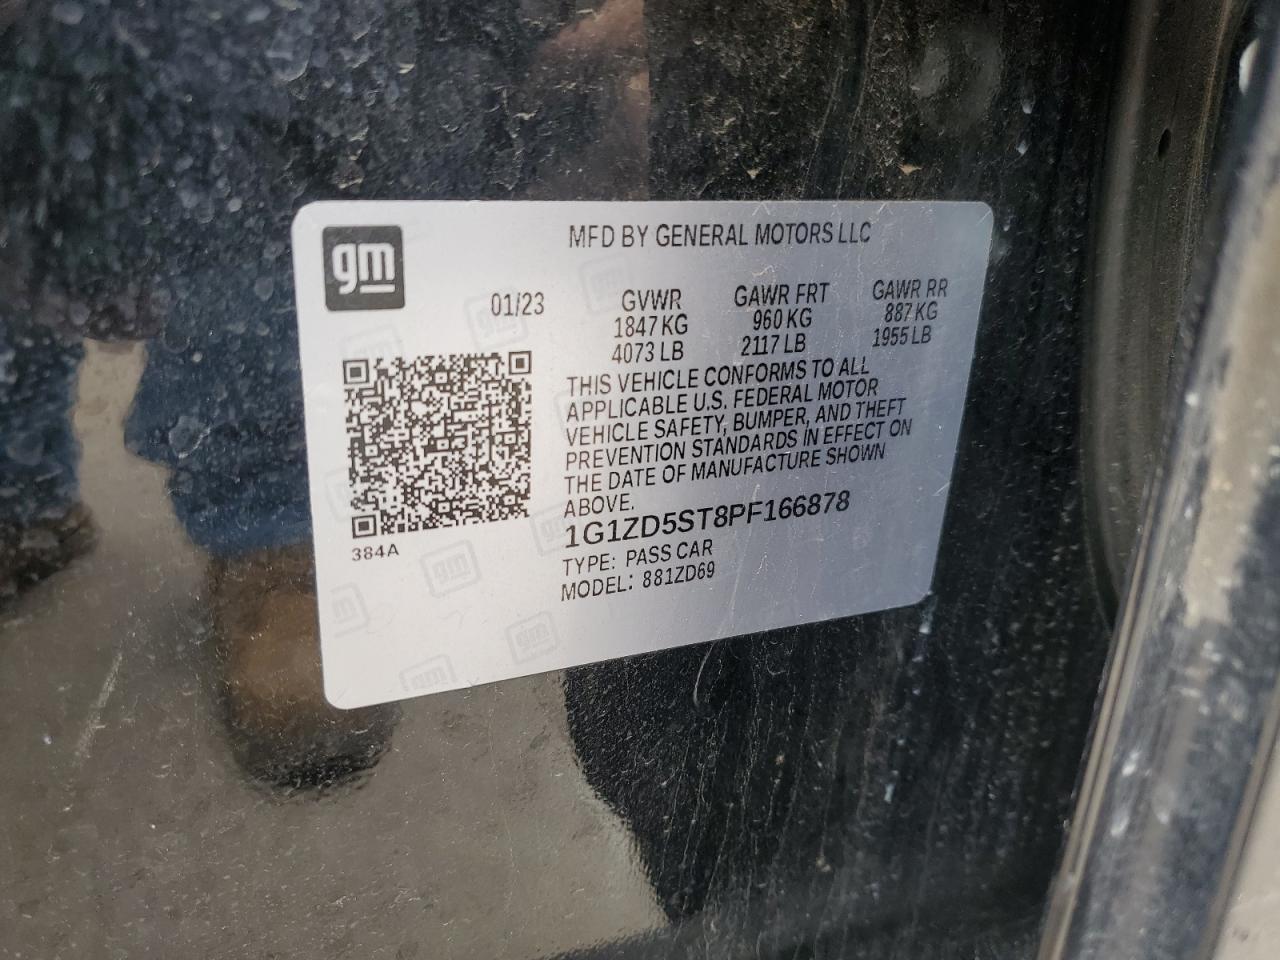 gm
MFD BY GENERAL MOTORS LLC
01/23 GVWR GAWR FRT GAWR RR
1847 KG 960 KG 887 KG
4073 LB 2117 LB 1955 LB
THIS VEHICLE CONFORMS TO ALL
APPLICABLE U.S. FEDERAL MOTOR
VEHICLE SAFETY, BUMPER, AND THEFT
PREVENTION STANDARDS IN EFFECT ON
THE DATE OF MANUFACTURE SHOWN
ABOVE.
1G1ZD5ST8PF166878
384A
TYPE: PASS CAR
MODEL: 881ZD69